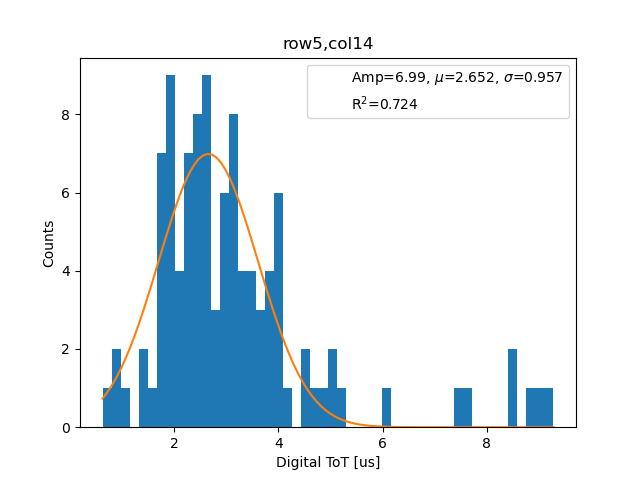 row5,col14
Amp=6.99, μ=2.652, σ=0.957
R²=0.724
Counts
8
6
4
2
0
2 4 6 8
Digital ToT [us]